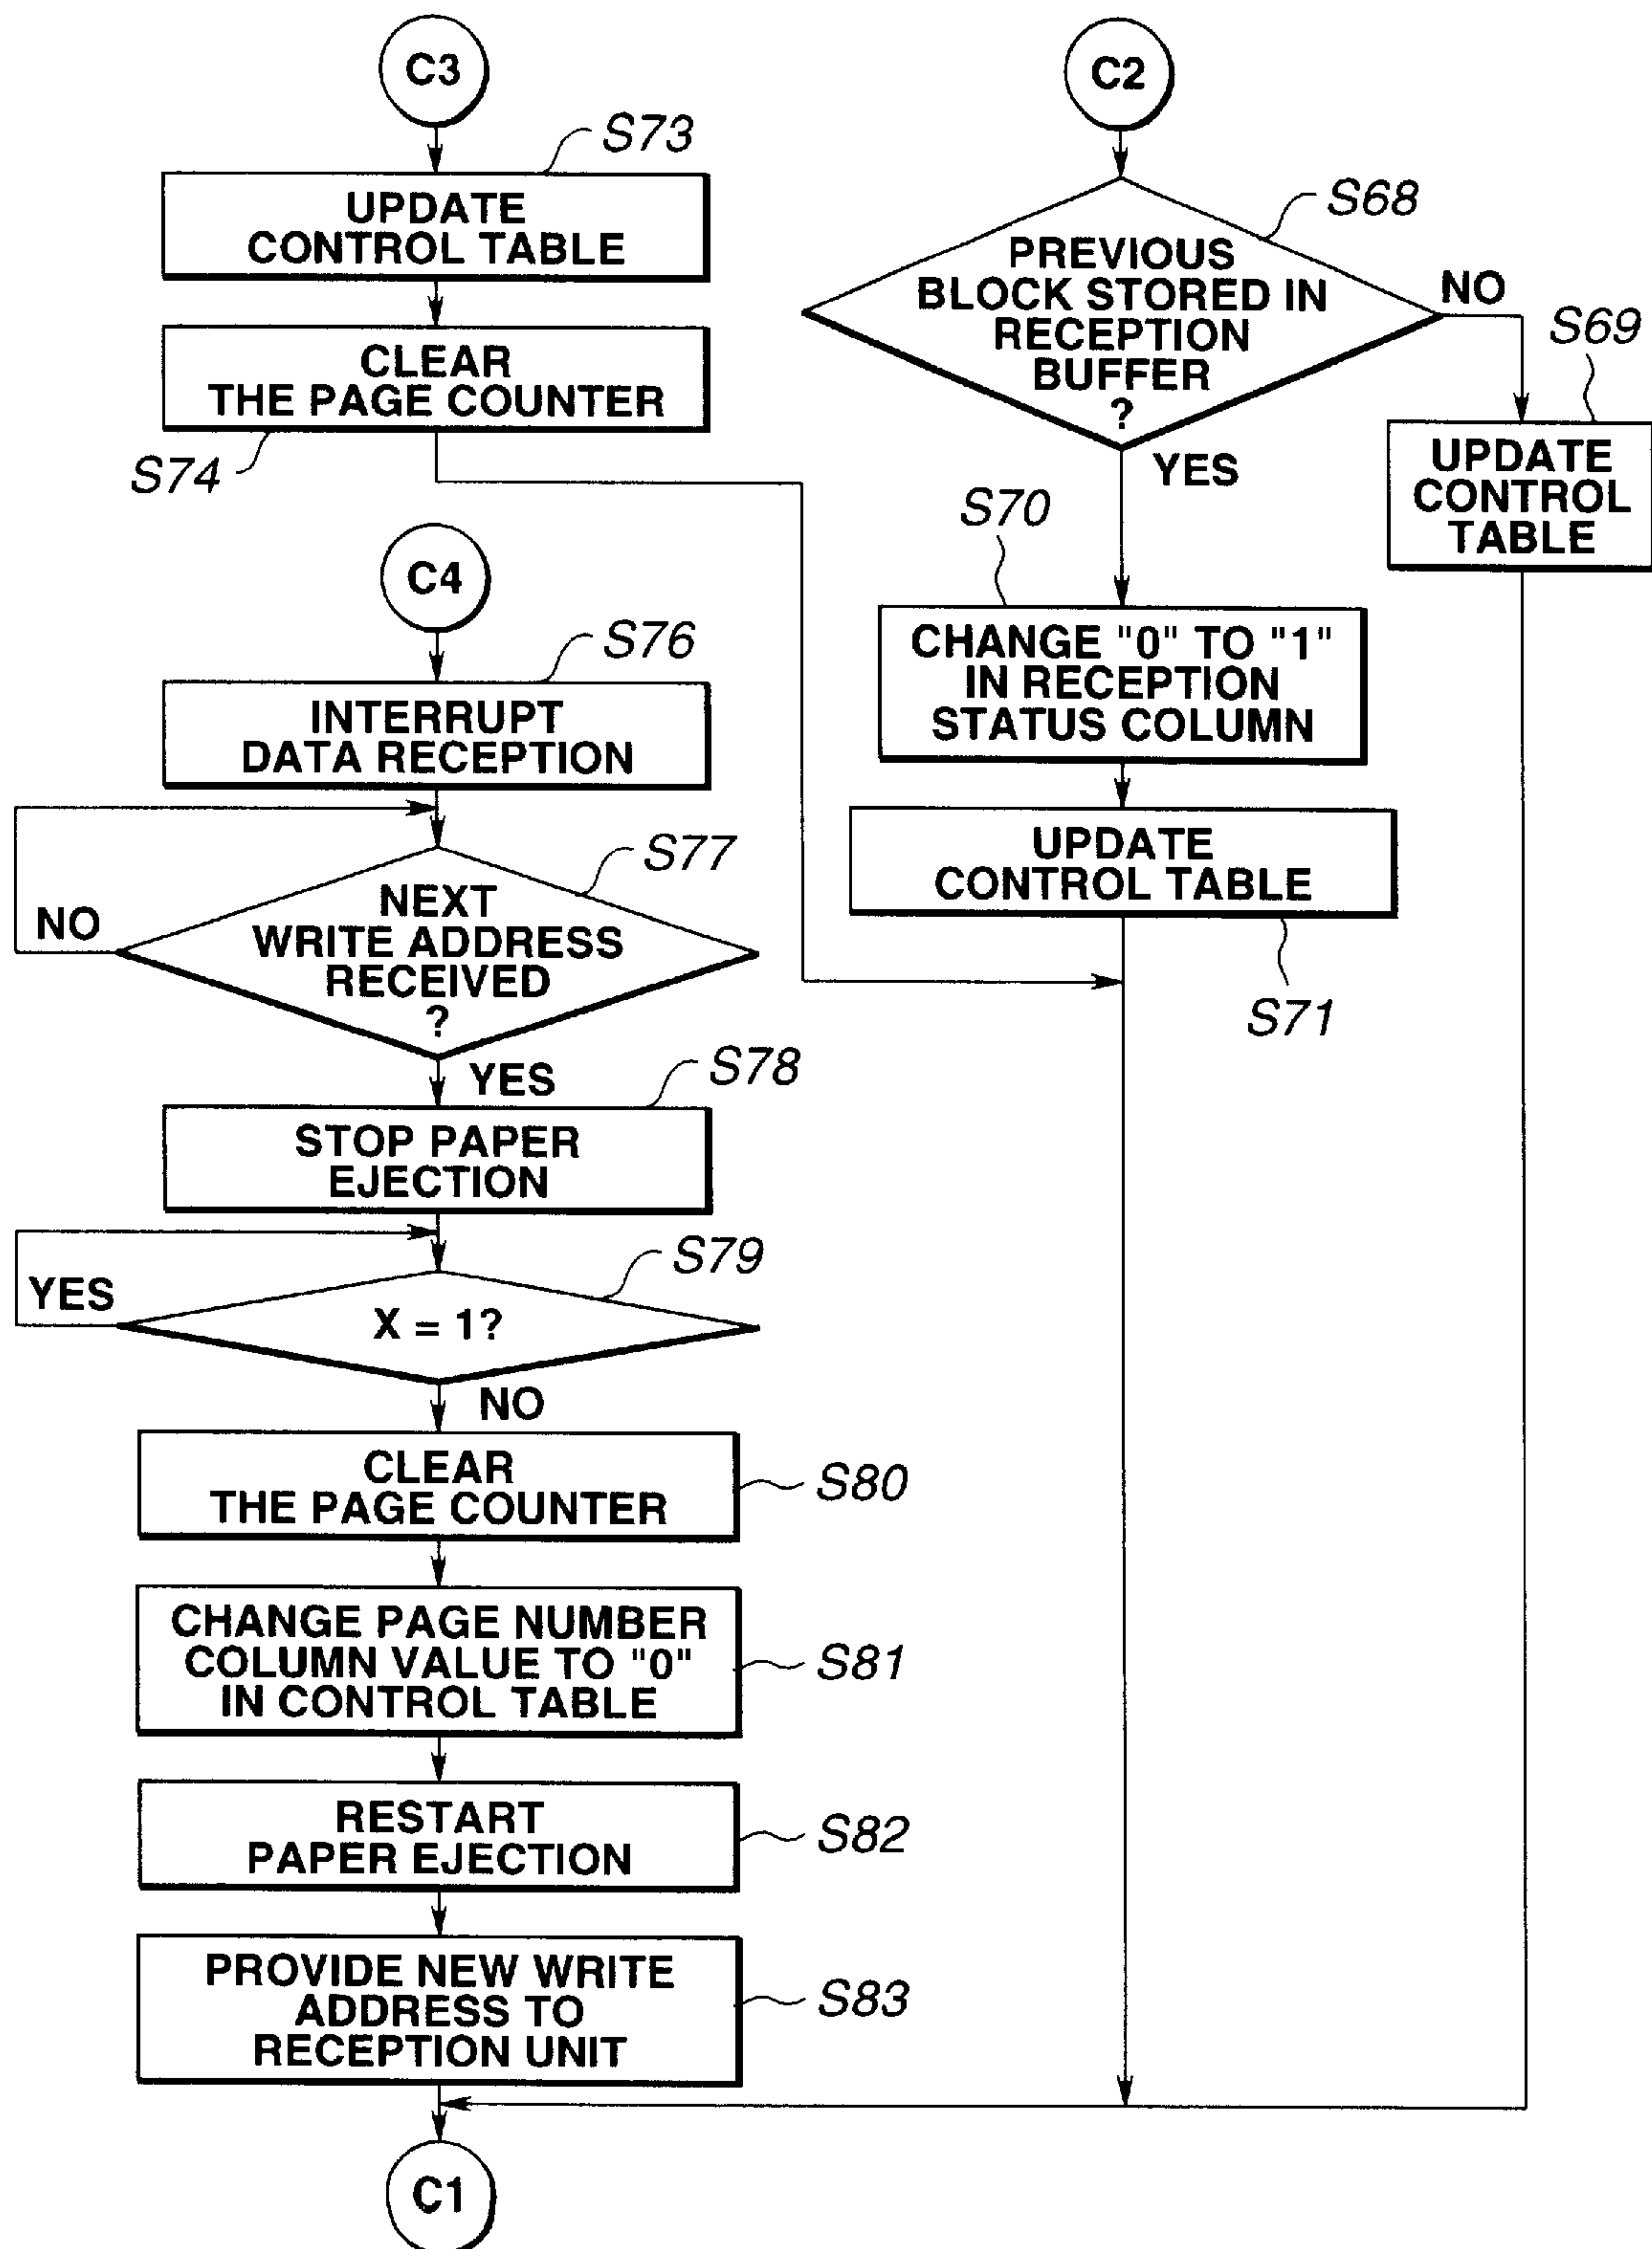 C3
S73
UPDATE
CONTROL TABLE
CLEAR
THE PAGE COUNTER
S74
C4
S76
INTERRUPT
DATA RECEPTION
S77
NEXT
WRITE ADDRESS
RECEIVED
?
NO
YES
S78
STOP PAPER
EJECTION
S79
X = 1?
YES
NO
CLEAR
THE PAGE COUNTER
S80
CHANGE PAGE NUMBER
COLUMN VALUE TO "0"
IN CONTROL TABLE
S81
RESTART
PAPER EJECTION
S82
PROVIDE NEW WRITE
ADDRESS TO
RECEPTION UNIT
S83
C1
C2
S68
PREVIOUS
BLOCK STORED IN
RECEPTION
BUFFER
?
NO
S69
UPDATE
CONTROL
TABLE
YES
S70
CHANGE "0" TO "1"
IN RECEPTION
STATUS COLUMN
UPDATE
CONTROL TABLE
S71